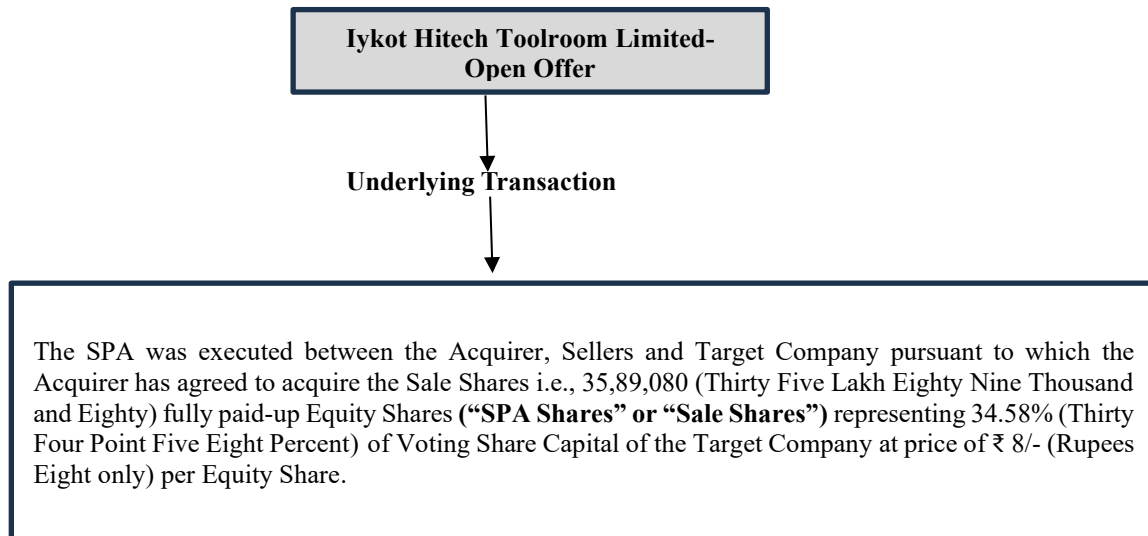 Iykot Hitech Toolroom Limited-
Open Offer
Underlying Transaction
The SPA was executed between the Acquirer, Sellers and Target Company pursuant to which the
Acquirer has agreed to acquire the Sale Shares i.e., 35,89,080 (Thirty Five Lakh Eighty Nine Thousand
and Eighty) fully paid-up Equity Shares (“SPA Shares” or “Sale Shares”) representing 34.58% (Thirty
Four Point Five Eight Percent) of Voting Share Capital of the Target Company at price of ₹ 8/- (Rupees
Eight only) per Equity Share.